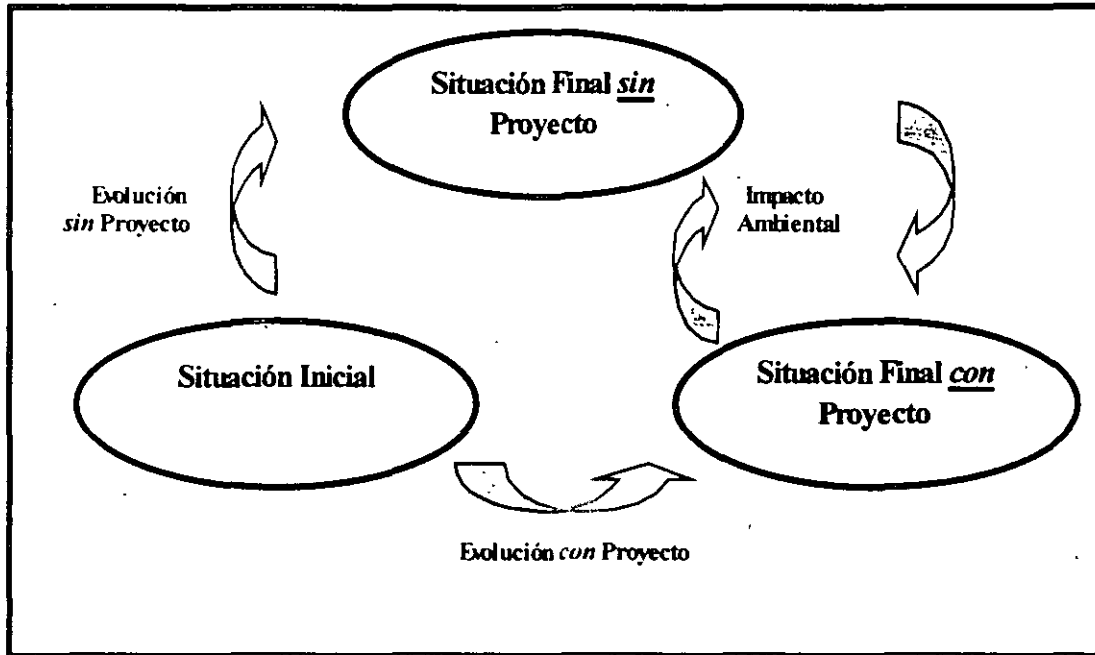 Situación Final sin
Proyecto
Evolución
sin Proyecto
Impacto
Ambiental
Situación Inicial
Situación Final con
Proyecto
Evolución con Proyecto